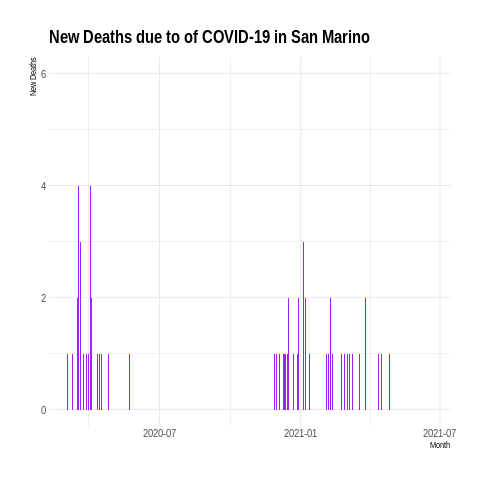 New Deaths due to of COVID-19 in San Marino
New Deaths
6
4
2
0
2020-07
2021-01
2021-07
Month